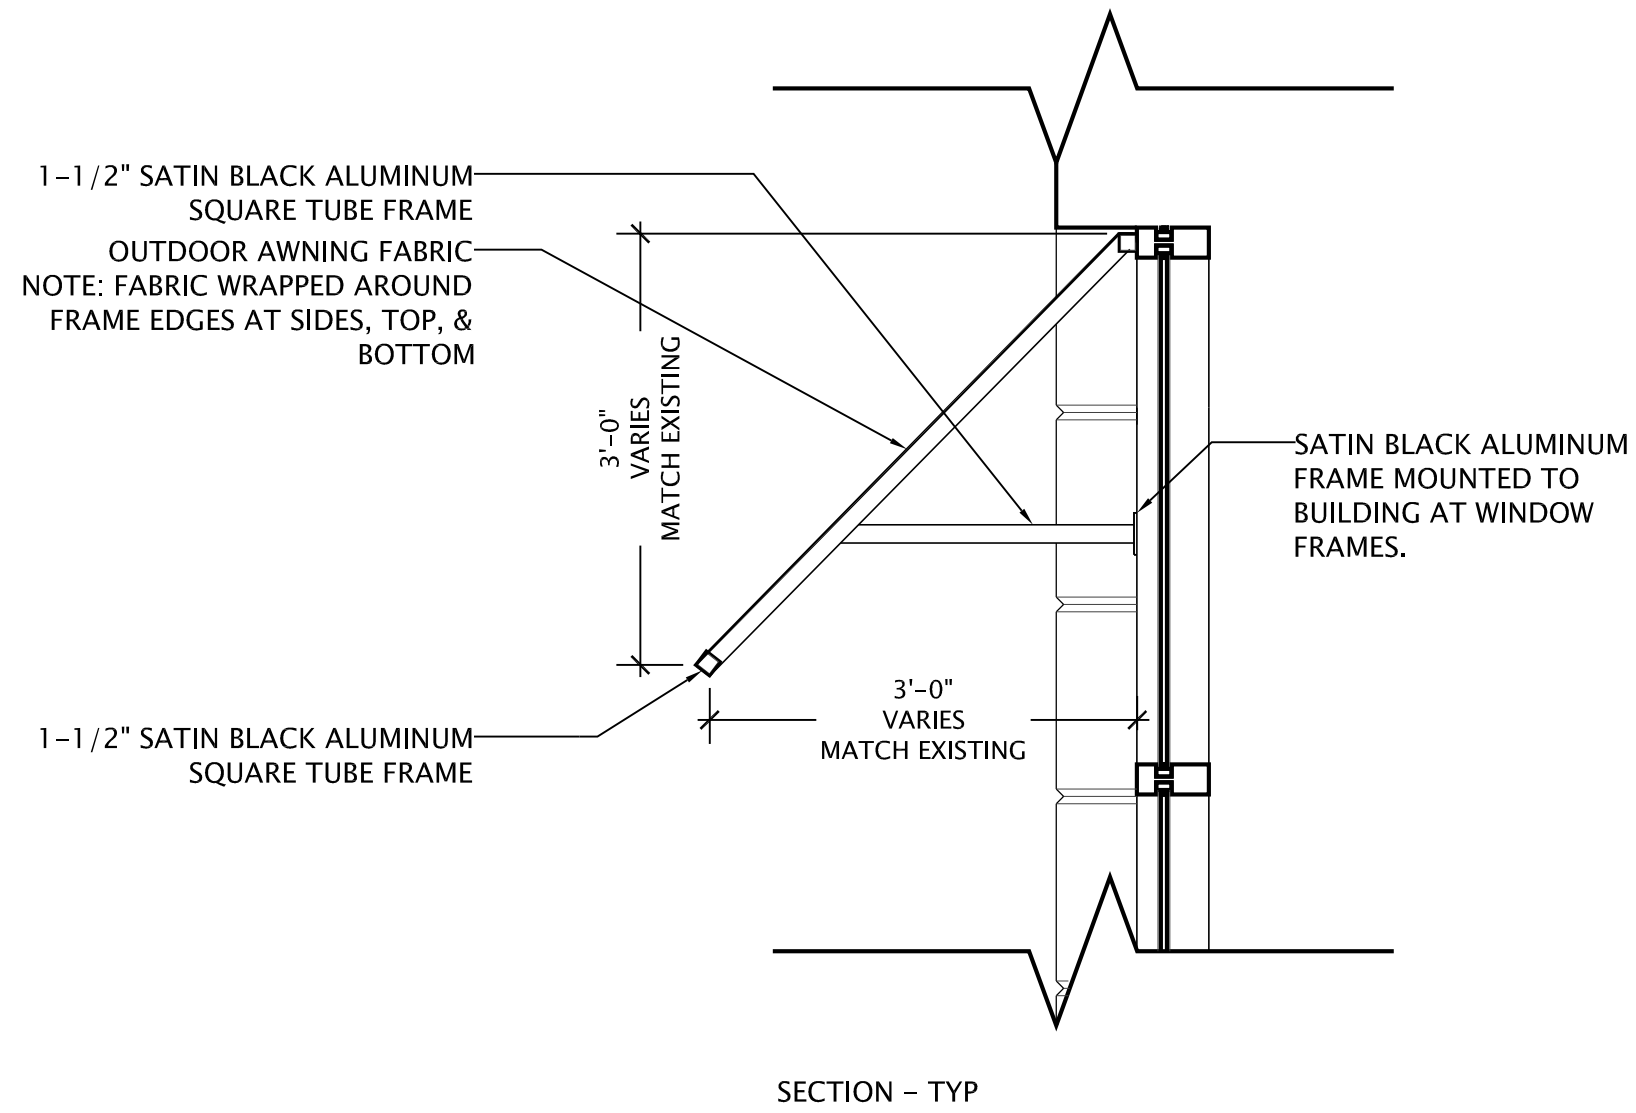 1-1/2" SATIN BLACK ALUMINUM
SQUARE TUBE FRAME
OUTDOOR AWNING FABRIC
NOTE: FABRIC WRAPPED AROUND
FRAME EDGES AT SIDES, TOP, &
BOTTOM
3'-0"
VARIES
MATCH EXISTING
SATIN BLACK ALUMINUM
FRAME MOUNTED TO
BUILDING AT WINDOW
FRAMES.
3'-0"
VARIES
MATCH EXISTING
1-1/2" SATIN BLACK ALUMINUM
SQUARE TUBE FRAME
SECTION - TYP